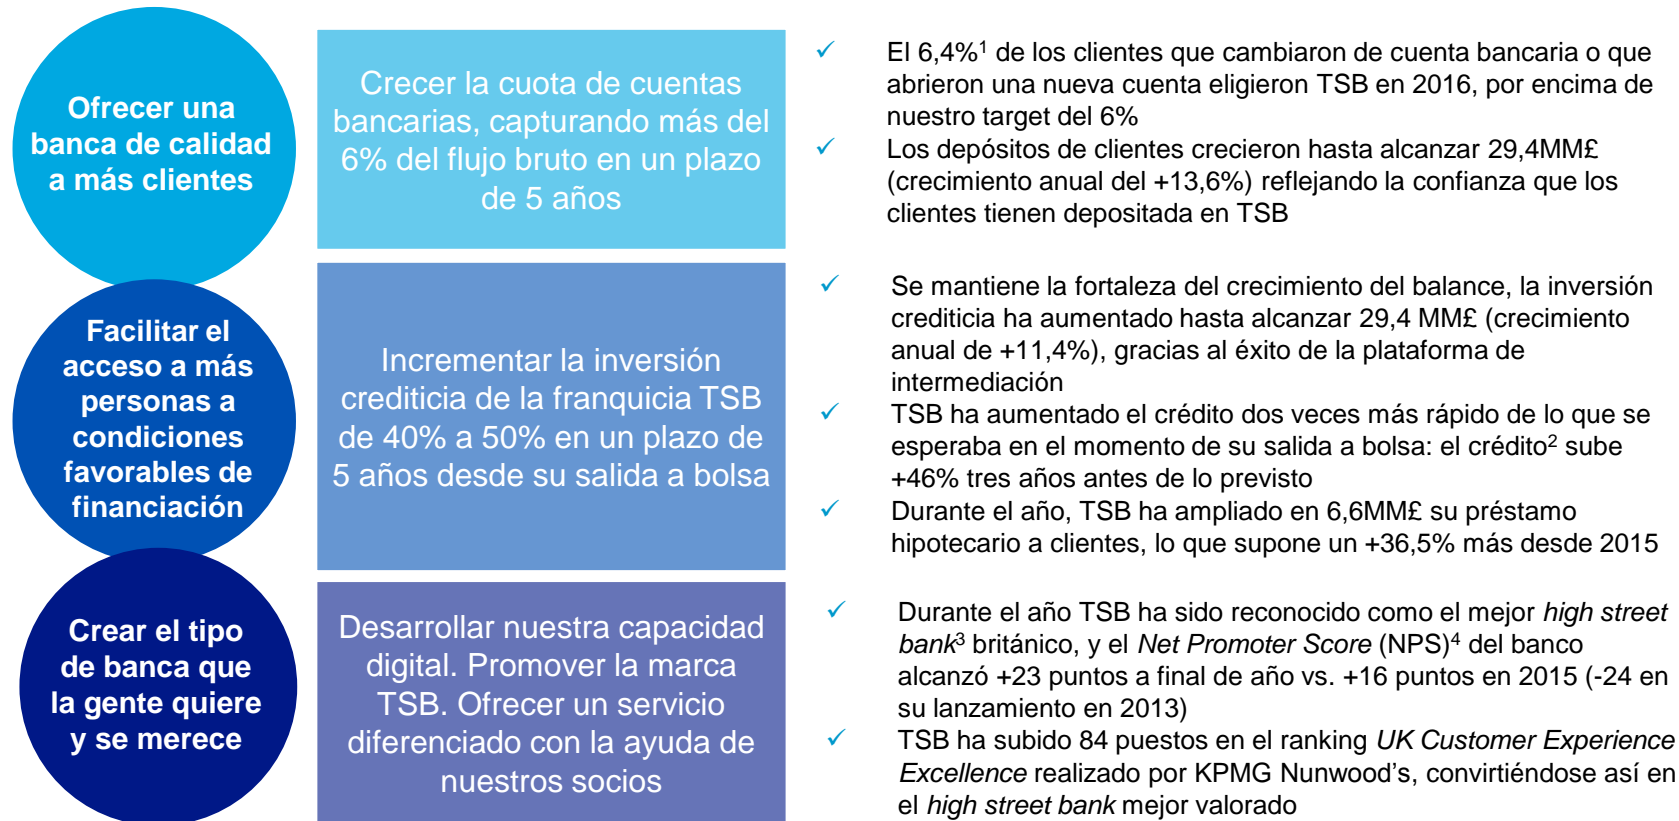 Ofrecer una
banca de calidad
a más clientes
Crecer la cuota de cuentas
bancarias, capturando más del
6% del flujo bruto en un plazo
de 5 años
✓ El 6,4%¹ de los clientes que cambiaron de cuenta bancaria o que
abrieron una nueva cuenta eligieron TSB en 2016, por encima de
nuestro target del 6%
✓ Los depósitos de clientes crecieron hasta alcanzar 29,4MM£
(crecimiento anual del +13,6%) reflejando la confianza que los
clientes tienen depositada en TSB
Facilitar el
acceso a más
personas a
condiciones
favorables de
financiación
Incrementar la inversión
crediticia de la franquicia TSB
de 40% a 50% en un plazo de
5 años desde su salida a bolsa
✓ Se mantiene la fortaleza del crecimiento del balance, la inversión
crediticia ha aumentado hasta alcanzar 29,4 MM£ (crecimiento
anual de +11,4%), gracias al éxito de la plataforma de
intermediación
✓ TSB ha aumentado el crédito dos veces más rápido de lo que se
esperaba en el momento de su salida a bolsa: el crédito² sube
+46% tres años antes de lo previsto
✓ Durante el año, TSB ha ampliado en 6,6MM£ su préstamo
hipotecario a clientes, lo que supone un +36,5% más desde 2015
Crear el tipo
de banca que
la gente quiere
y se merece
Desarrollar nuestra capacidad
digital. Promover la marca
TSB. Ofrecer un servicio
diferenciado con la ayuda de
nuestros socios
✓ Durante el año TSB ha sido reconocido como el mejor high street
bank³ británico, y el Net Promoter Score (NPS)⁴ del banco
alcanzó +23 puntos a final de año vs. +16 puntos en 2015 (-24 en
su lanzamiento en 2013)
✓ TSB ha subido 84 puestos en el ranking UK Customer Experience
Excellence realizado por KPMG Nunwood's, convirtiéndose así en
el high street bank mejor valorado